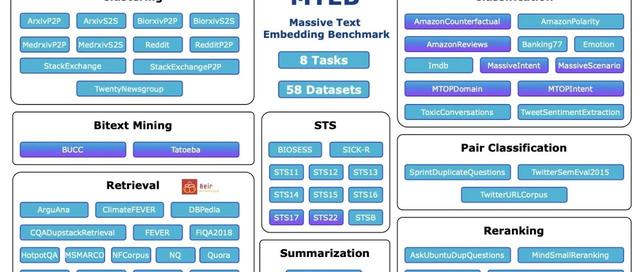 Clustering
ArxivP2P ArxivS2S BiorxivP2P BiorxivS2S
MedrxivP2P MedrxivS2S Reddit RedditP2P
StackExchange StackExchangeP2P
TwentyNewsgroup
Bitext Mining
BUCC Tatoeba
Retrieval Beir
ArguAna ClimateFEVER DBPedia
CQADupstackRetrieval FEVER FiQA2018
HotpotQA MSMARCO NFCorpus NQ Quora
MTEB
Massive Text
Embedding Benchmark
8 Tasks
58 Datasets
STS
BIOSESS SICK-R
STS11 STS12 STS13
STS14 STS15 STS16
STS17 STS22 STSB
Summarization
Classification
AmazonCounterfactual AmazonPolarity
AmazonReviews Banking77 Emotion
Imdb MassiveIntent MassiveScenario
MTOPDomain MTOPIntent
ToxicConversations TweetSentimentExtraction
Pair Classification
SprintDuplicateQuestions TwitterSemEval2015
TwitterURLCorpus
Reranking
AskUbuntuDupQuestions MindSmallReranking